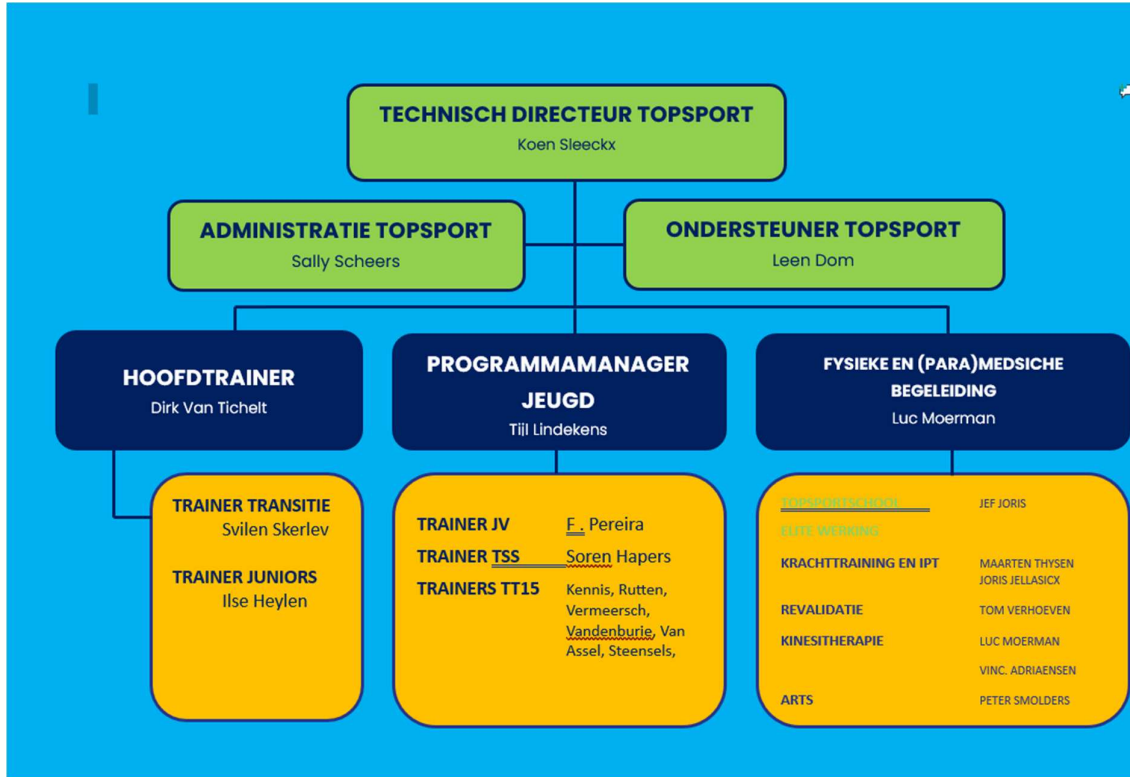 TECHNISCH DIRECTEUR TOPSPORT
Koen Sleeckx
ADMINISTRATIE TOPSPORT
Sally Scheers
ONDERSTEUNER TOPSPORT
Leen Dom
HOOFDTRAINER
Dirk Van Tichelt
PROGRAMMAMANAGER
JEUGD
Tijl Lindekens
FYSIEKE EN (PARA)MEDSICHE
BEGELEIDING
Luc Moerman
TRAINER TRANSITIE
Svilen Skerlev
TRAINER JUNIORS
Ilse Heylen
TRAINER JV F . Pereira
TRAINER TSS Soren Hapers
TRAINERS TT15 Kennis, Rutten,
Vermeersch,
Vandenburie, Van
Assel, Steensels,
TOPSPORTSCHOOL JEF JORIS
ELITE WERKING
KRACHTTRAINING EN IPT MAARTEN THYSEN
JORIS JELLASICX
REVALIDATIE TOM VERHOEVEN
KINESITHERAPIE LUC MOERMAN
VINC. ADRIAENSEN
ARTS PETER SMOLDERS